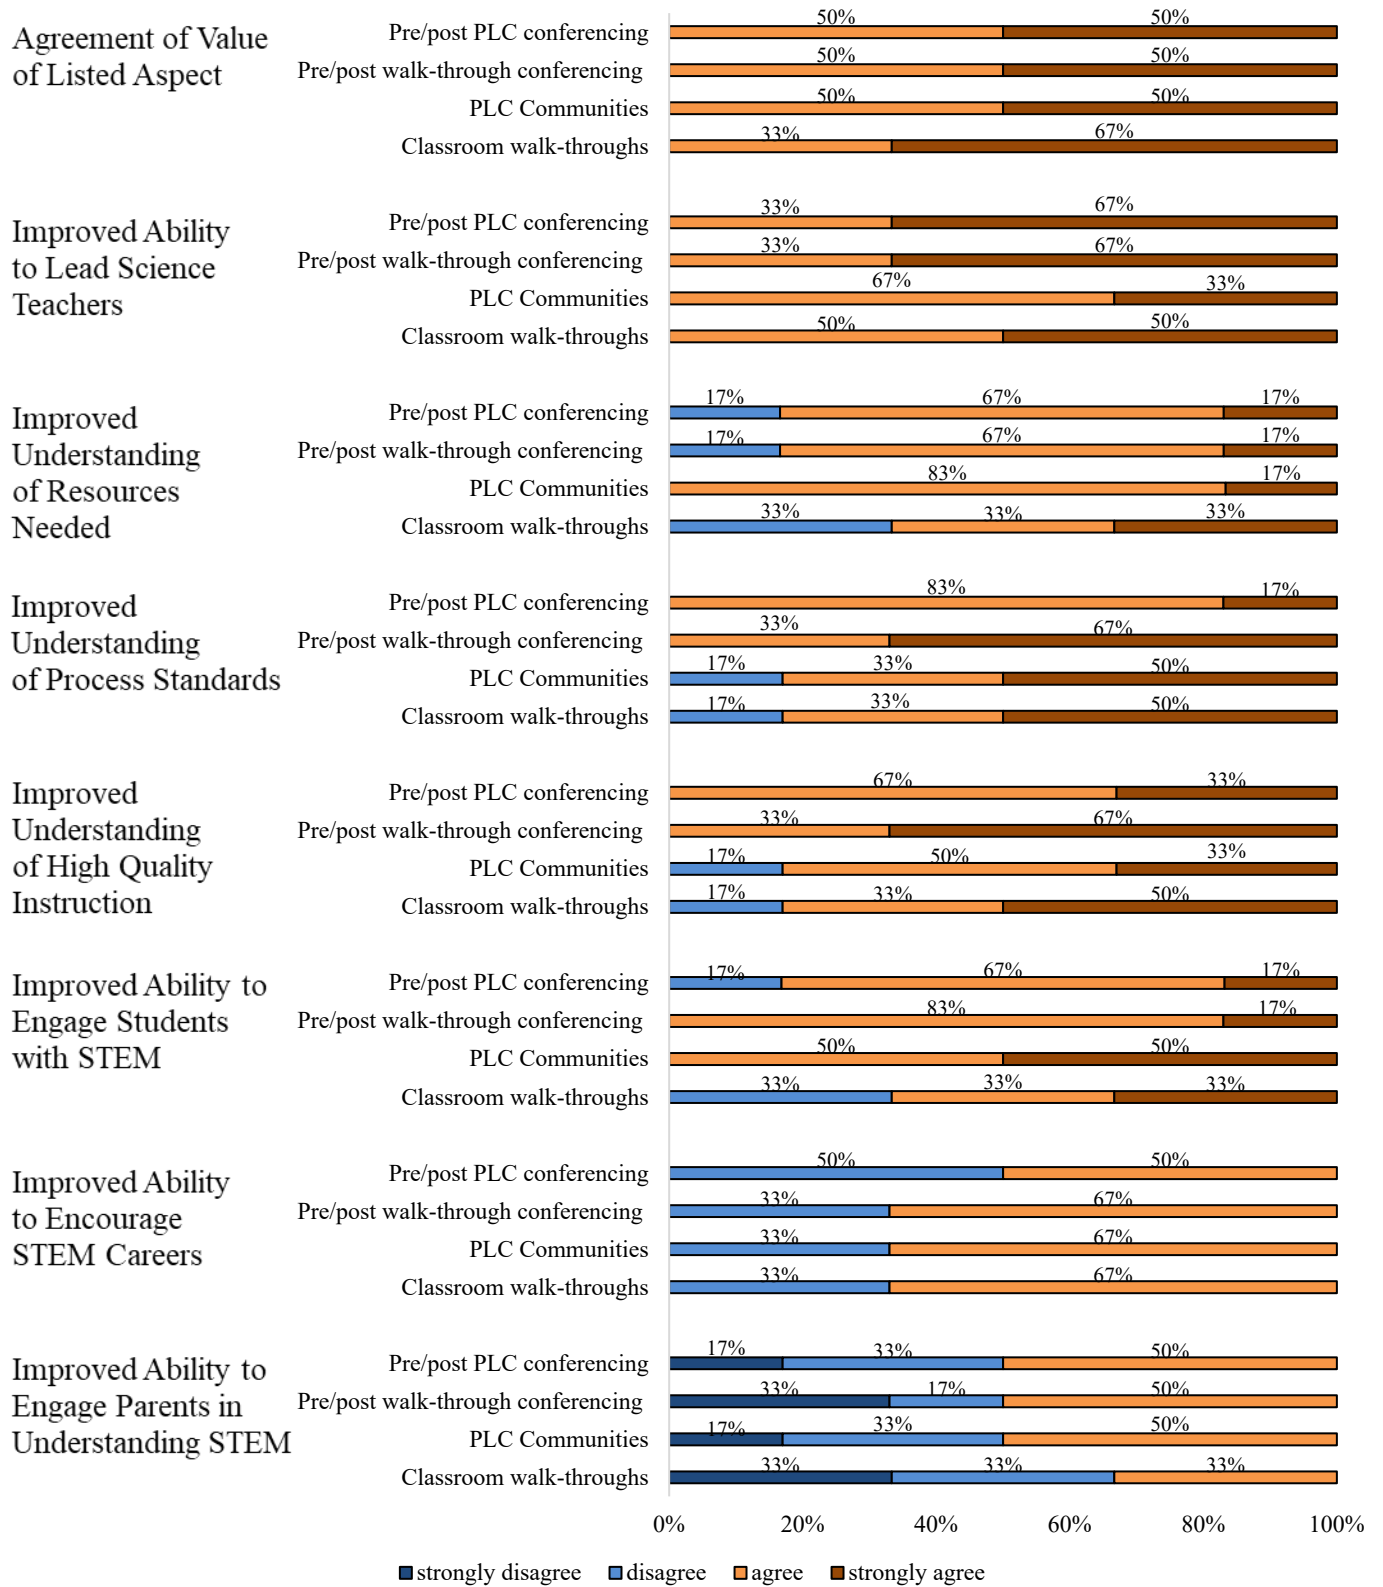 Agreement of Value
of Listed Aspect
Pre/post PLC conferencing
50% 50%
Pre/post walk-through conferencing
50% 50%
PLC Communities
50% 50%
Classroom walk-throughs
33% 67%
Improved Ability
to Lead Science
Teachers
Pre/post PLC conferencing
33% 67%
Pre/post walk-through conferencing
33% 67%
PLC Communities
67% 33%
Classroom walk-throughs
50% 50%
Improved
Understanding
of Resources
Needed
Pre/post PLC conferencing
17% 67% 17%
Pre/post walk-through conferencing
17% 67% 17%
PLC Communities
83% 17%
Classroom walk-throughs
33% 33% 33%
Improved
Understanding
of Process Standards
Pre/post PLC conferencing
83% 17%
Pre/post walk-through conferencing
33% 67%
PLC Communities
17% 33% 50%
Classroom walk-throughs
17% 33% 50%
Improved
Understanding
of High Quality
Instruction
Pre/post PLC conferencing
67% 33%
Pre/post walk-through conferencing
33% 67%
PLC Communities
17% 50% 33%
Classroom walk-throughs
17% 33% 50%
Improved Ability to
Engage Students
with STEM
Pre/post PLC conferencing
17% 67% 17%
Pre/post walk-through conferencing
83% 17%
PLC Communities
50% 50%
Classroom walk-throughs
33% 33% 33%
Improved Ability
to Encourage
STEM Careers
Pre/post PLC conferencing
50% 50%
Pre/post walk-through conferencing
33% 67%
PLC Communities
33% 67%
Classroom walk-throughs
33% 67%
Improved Ability to
Engage Parents in
Understanding STEM
Pre/post PLC conferencing
17% 33% 50%
Pre/post walk-through conferencing
33% 17% 50%
PLC Communities
17% 33% 50%
Classroom walk-throughs
33% 33% 33%
0% 20% 40% 60% 80% 100%
strongly disagree disagree agree strongly agree